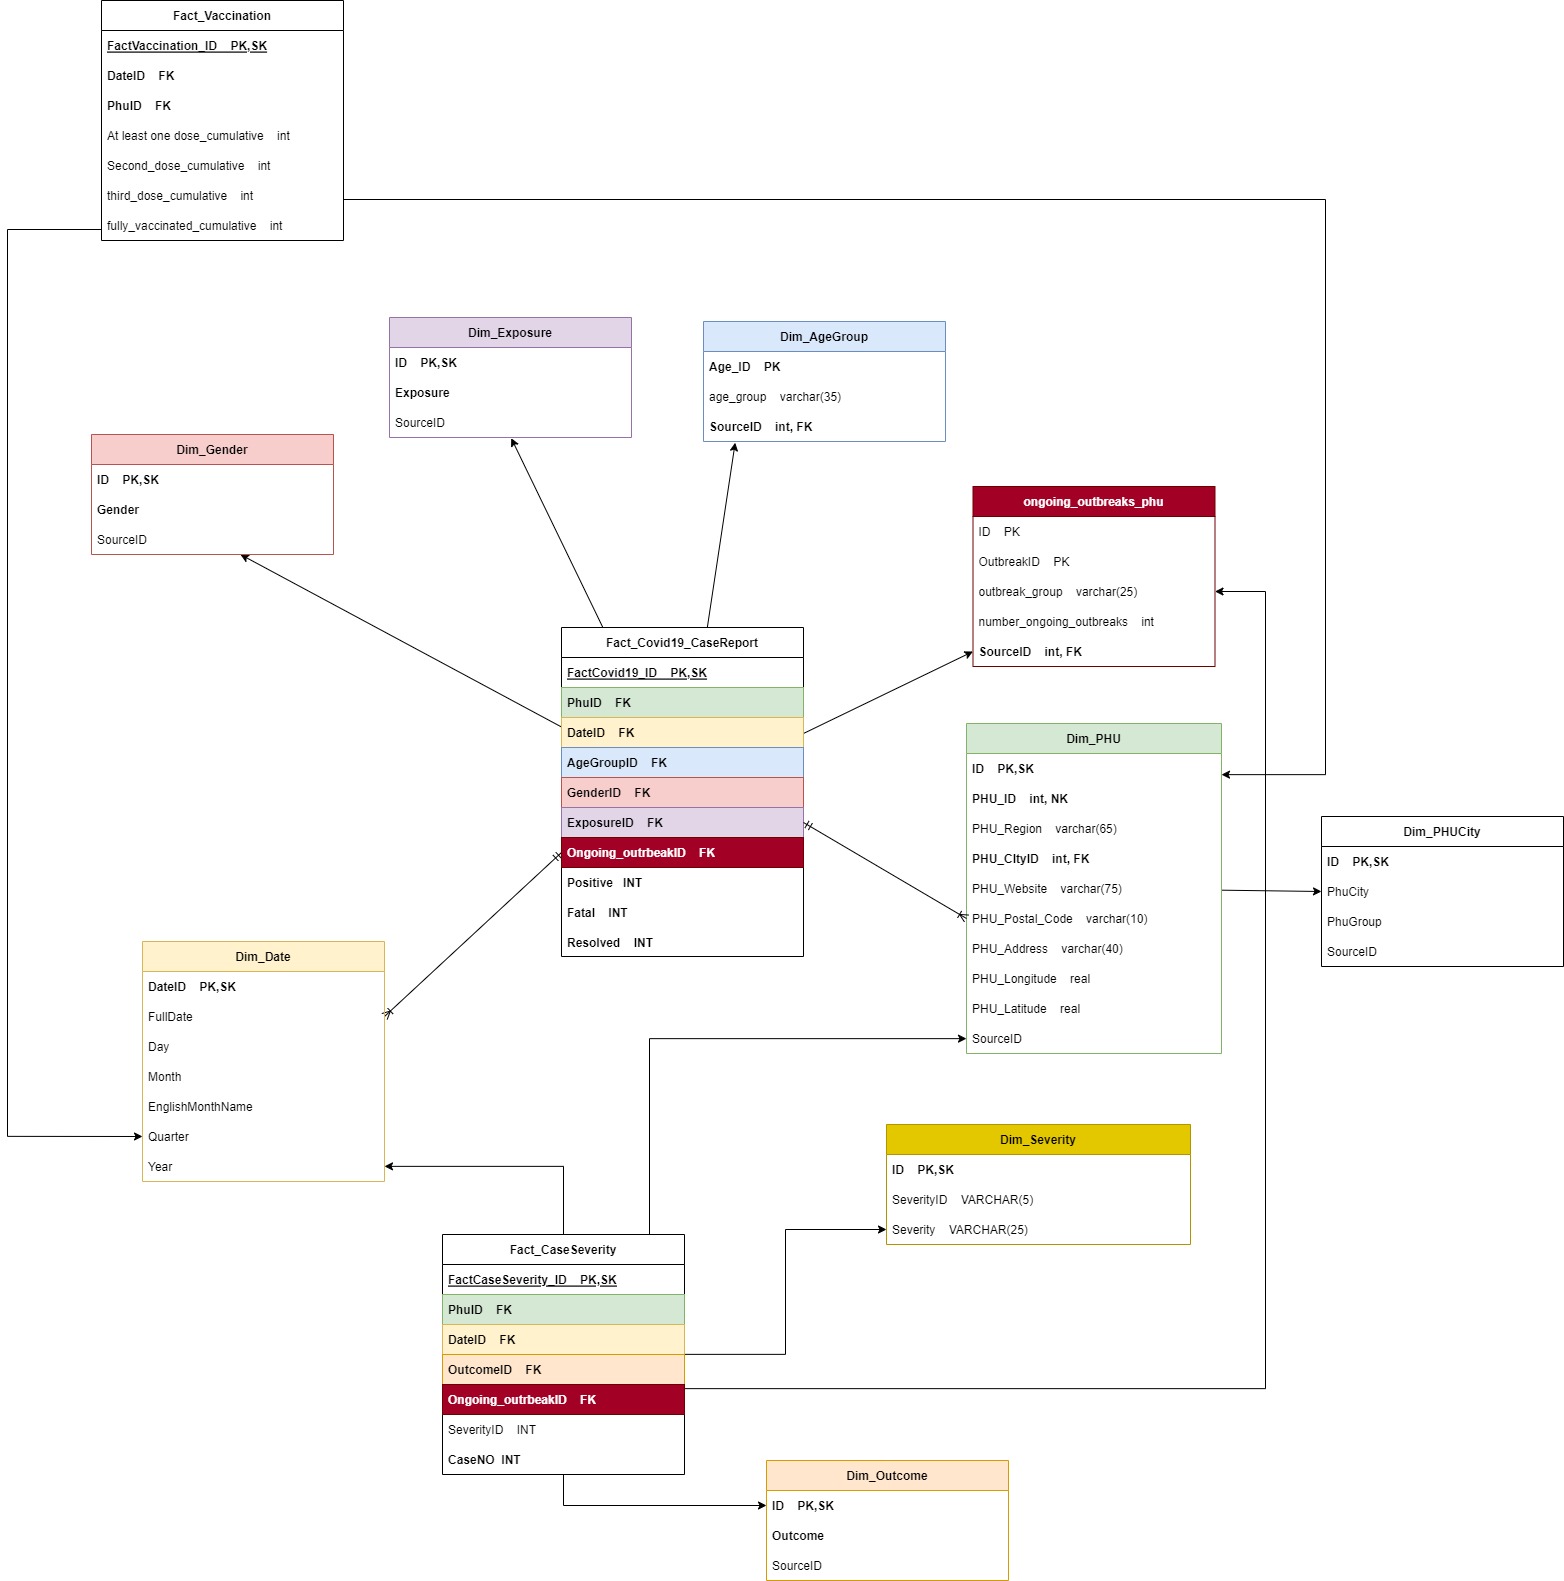 Fact_Vaccination
FactVaccination_ID PK,SK
DateID FK
PhuID FK
At least one dose_cumulative int
Second_dose_cumulative int
third_dose_cumulative int
fully_vaccinated_cumulative int
Dim_Exposure
ID PK,SK
Exposure
SourceID
Dim_AgeGroup
Age_ID PK
age_group varchar(35)
SourceID int, FK
Dim_Gender
ID PK,SK
Gender
SourceID
ongoing_outbreaks_phu
ID PK
OutbreakID PK
outbreak_group varchar(25)
number_ongoing_outbreaks int
SourceID int, FK
Fact_Covid19_CaseReport
FactCovid19_ID PK,SK
PhuID FK
DateID FK
AgeGroupID FK
GenderID FK
ExposureID FK
Ongoing_outrbeakID FK
Positive INT
Fatal INT
Resolved INT
Dim_PHU
ID PK,SK
PHU_ID int, NK
PHU_Region varchar(65)
PHU_CItyID int, FK
PHU_Website varchar(75)
PHU_Postal_Code varchar(10)
PHU_Address varchar(40)
PHU_Longitude real
PHU_Latitude real
SourceID
Dim_PHUCity
ID PK,SK
PhuCity
PhuGroup
SourceID
Dim_Date
DateID PK,SK
FullDate
Day
Month
EnglishMonthName
Quarter
Year
Dim_Severity
ID PK,SK
SeverityID VARCHAR(5)
Severity VARCHAR(25)
Fact_CaseSeverity
FactCaseSeverity_ID PK,SK
PhuID FK
DateID FK
OutcomeID FK
Ongoing_outrbeakID FK
SeverityID INT
CaseNO INT
Dim_Outcome
ID PK,SK
Outcome
SourceID